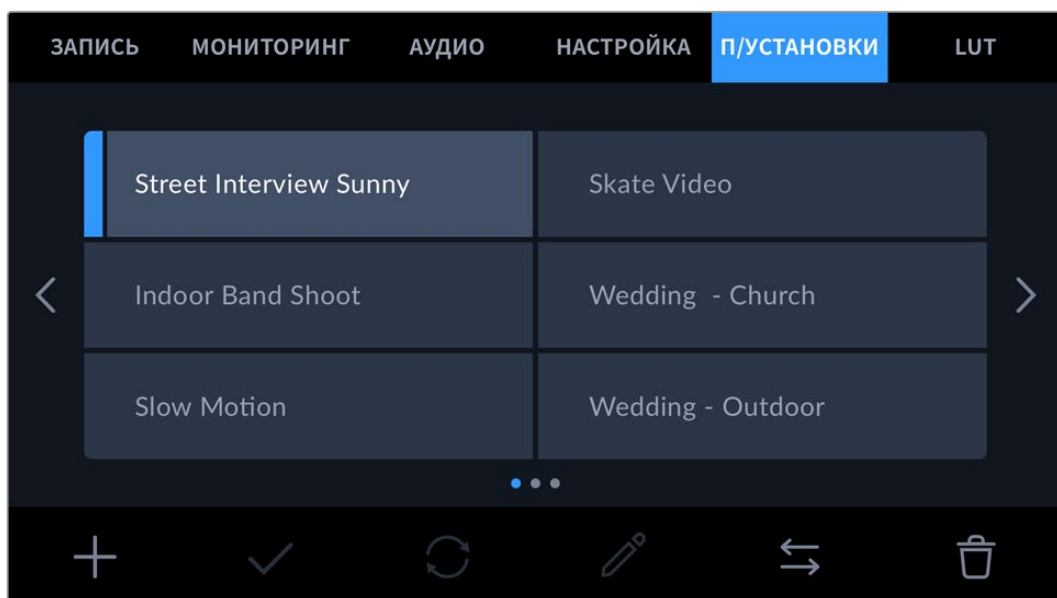 ЗАПИСЬ МОНИТОРИНГ АУДИО НАСТРОЙКА П/УСТАНОВКИ LUT
Street Interview Sunny Skate Video
Indoor Band Shoot Wedding - Church
Slow Motion Wedding - Outdoor